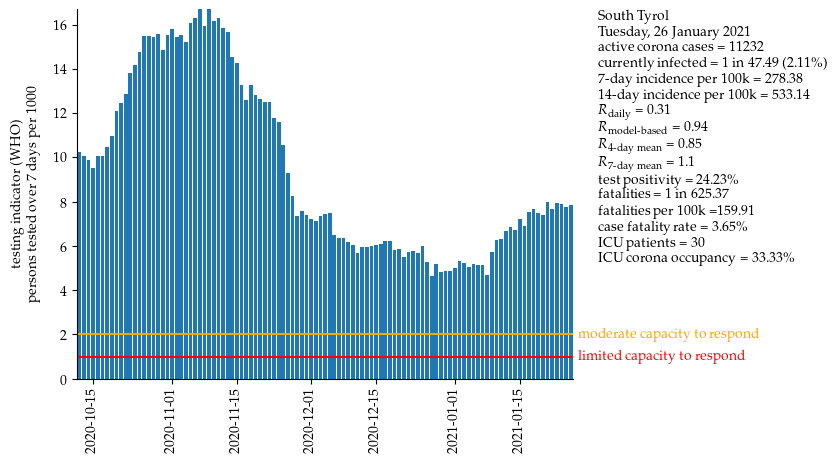 South Tyrol
Tuesday, 26 January 2021
active corona cases = 11232
currently infected = 1 in 47.49 (2.11%)
7-day incidence per 100k = 278.38
14-day incidence per 100k = 533.14
R_daily = 0.31
R_model-based = 0.94
R_4-day mean = 0.85
R_7-day mean = 1.1
test positivity = 24.23%
fatalities = 1 in 625.37
fatalities per 100k =159.91
case fatality rate = 3.65%
ICU patients = 30
ICU corona occupancy = 33.33%
testing indicator (WHO)
persons tested over 7 days per 1000
16
14
12
10
8
6
4
2
0
moderate capacity to respond
limited capacity to respond
2020-10-15
2020-11-01
2020-11-15
2020-12-01
2020-12-15
2021-01-01
2021-01-15